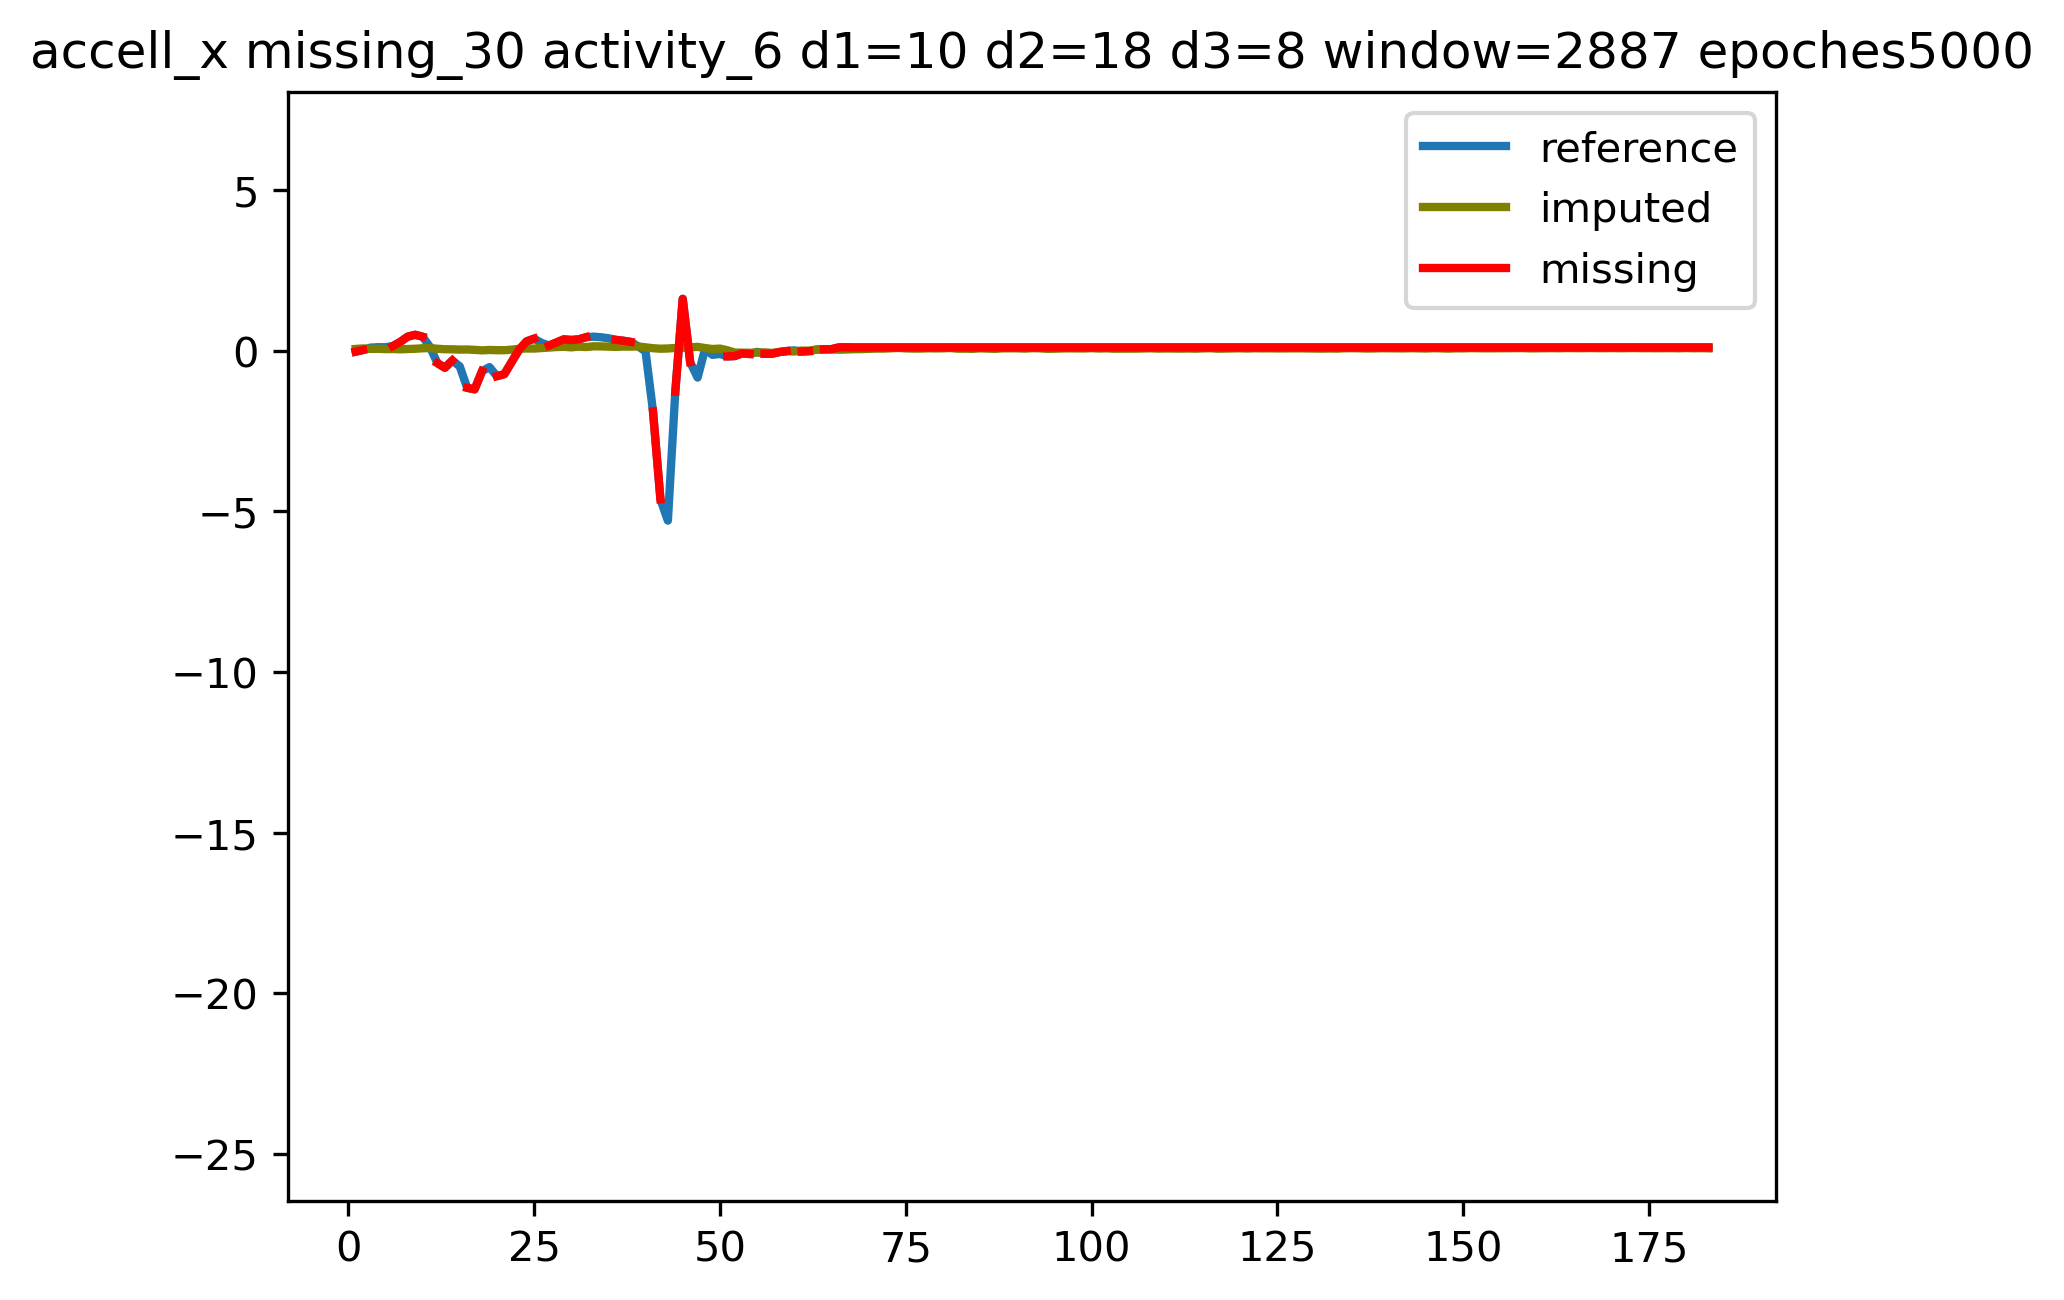 accell_x missing_30 activity_6 d1=10 d2=18 d3=8 window=2887 epoches5000
reference
imputed
missing
5
0
−5
−10
−15
−20
−25
0 25 50 75 100 125 150 175